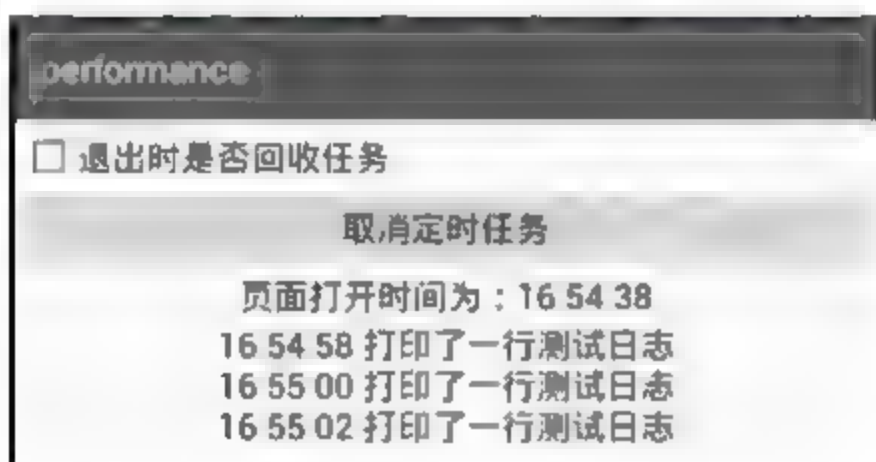 performance
退出时是否回收任务
取消定时任务
页面打开时间为：16 54 38
16 54 58 打印了一行测试日志
16 55 00 打印了一行测试日志
16 55 02 打印了一行测试日志